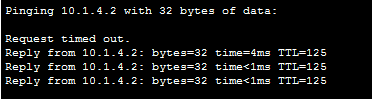 Pinging 10.1.4.2 with 32 bytes of data:
Request timed out.
Reply from 10.1.4.2: bytes=32 time=4ms TTL=125
Reply from 10.1.4.2: bytes=32 time<1ms TTL=125
Reply from 10.1.4.2: bytes=32 time<1ms TTL=125